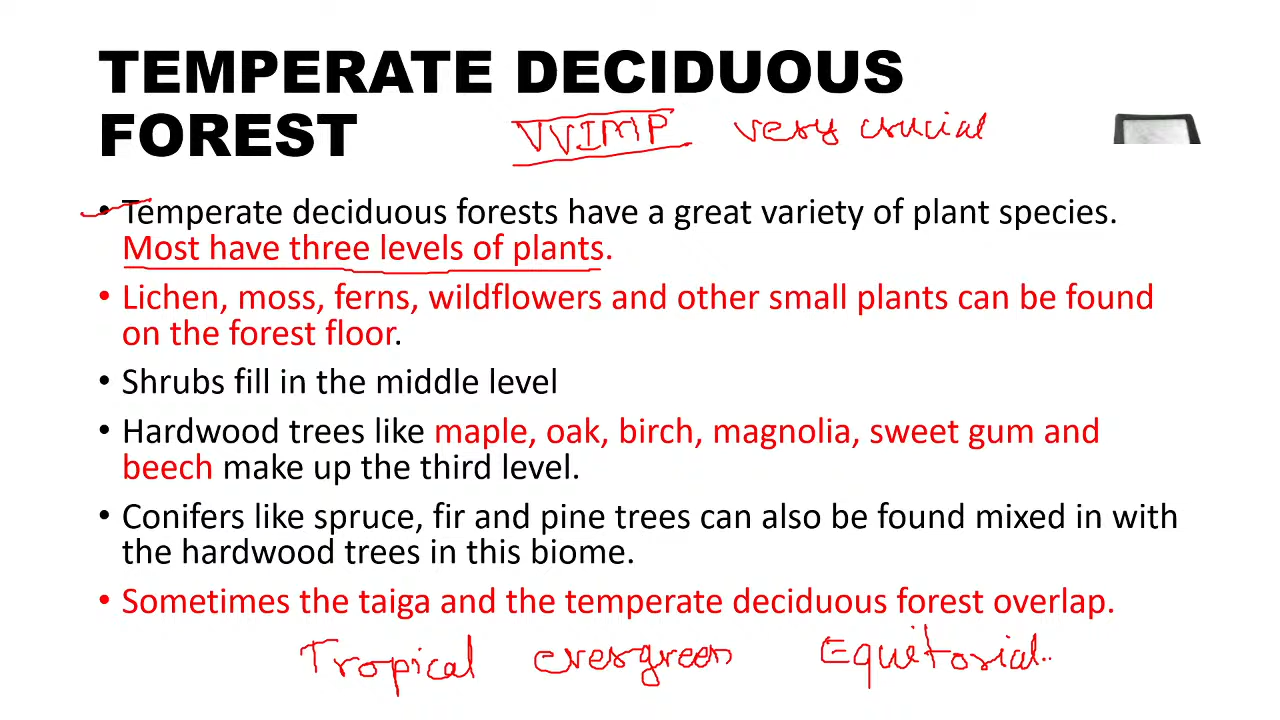 TEMPERATE DECIDUOUS
FOREST VVIMP very crucial
• Temperate deciduous forests have a great variety of plant species.
Most have three levels of plants.
• Lichen, moss, ferns, wildflowers and other small plants can be found
on the forest floor.
• Shrubs fill in the middle level
• Hardwood trees like maple, oak, birch, magnolia, sweet gum and
beech make up the third level.
• Conifers like spruce, fir and pine trees can also be found mixed in with
the hardwood trees in this biome.
• Sometimes the taiga and the temperate deciduous forest overlap.
Tropical evergreen Equitorial..